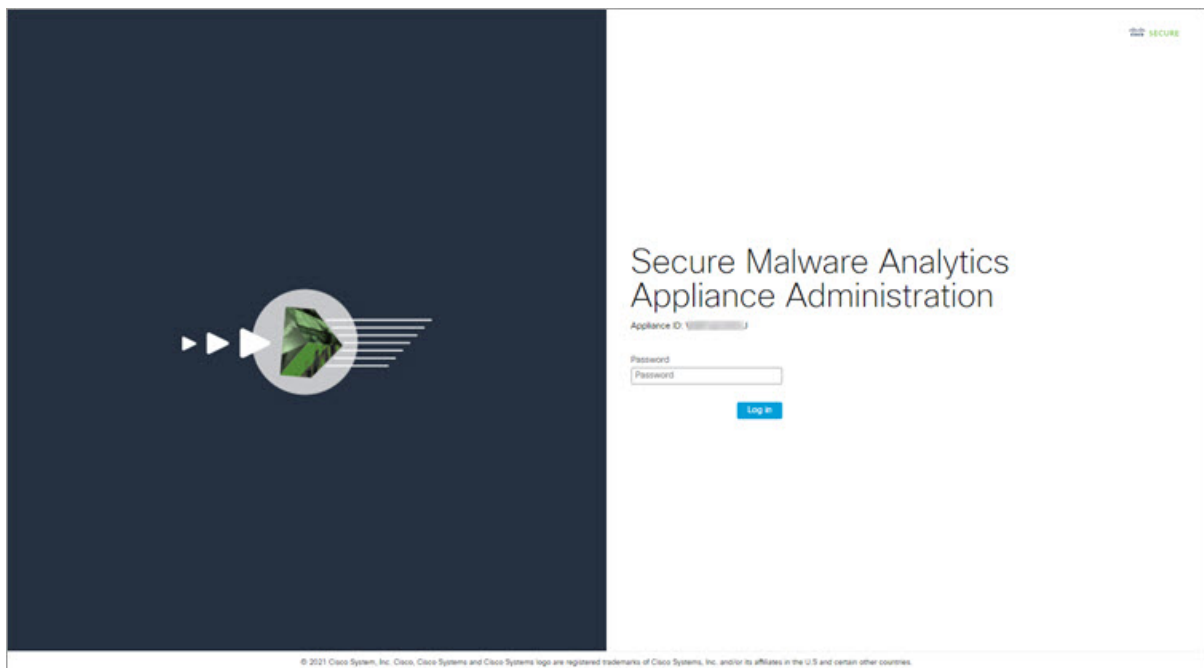 CISCO SECURE
Secure Malware Analytics
Appliance Administration
Appliance ID:
Password
Password
Log in
© 2021 Cisco System, Inc. Cisco, Cisco Systems and Cisco Systems logo are registered trademarks of Cisco Systems, Inc. and/or its affiliates in the U.S and certain other countries.